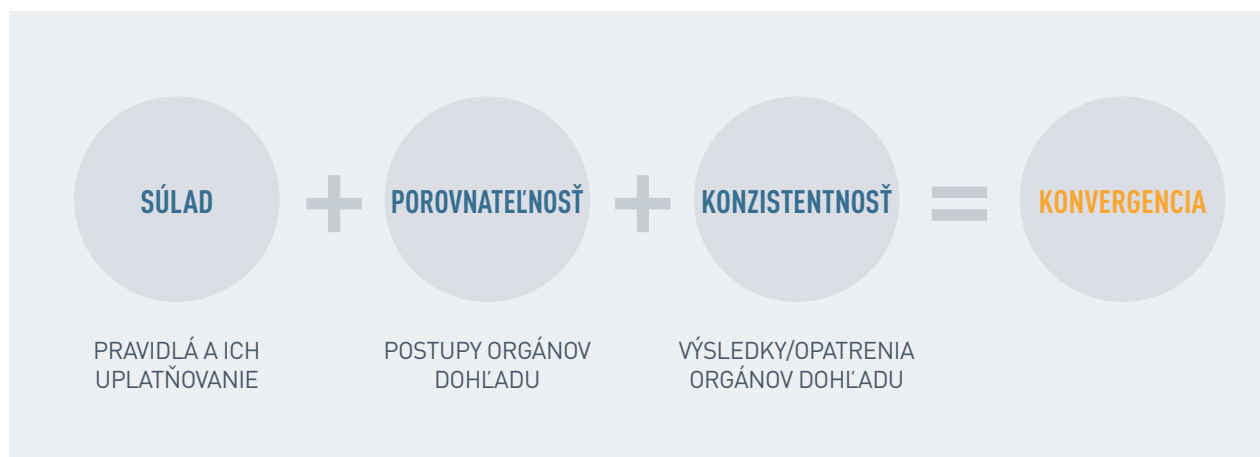 SÚLAD + POROVNATEĽNOSŤ + KONZISTENTNOSŤ = KONVERGENCIA
PRAVIDLÁ A ICH
UPLATŇOVANIE
POSTUPY ORGÁNOV
DOHĽADU
VÝSLEDKY/OPATRENIA
ORGÁNOV DOHĽADU